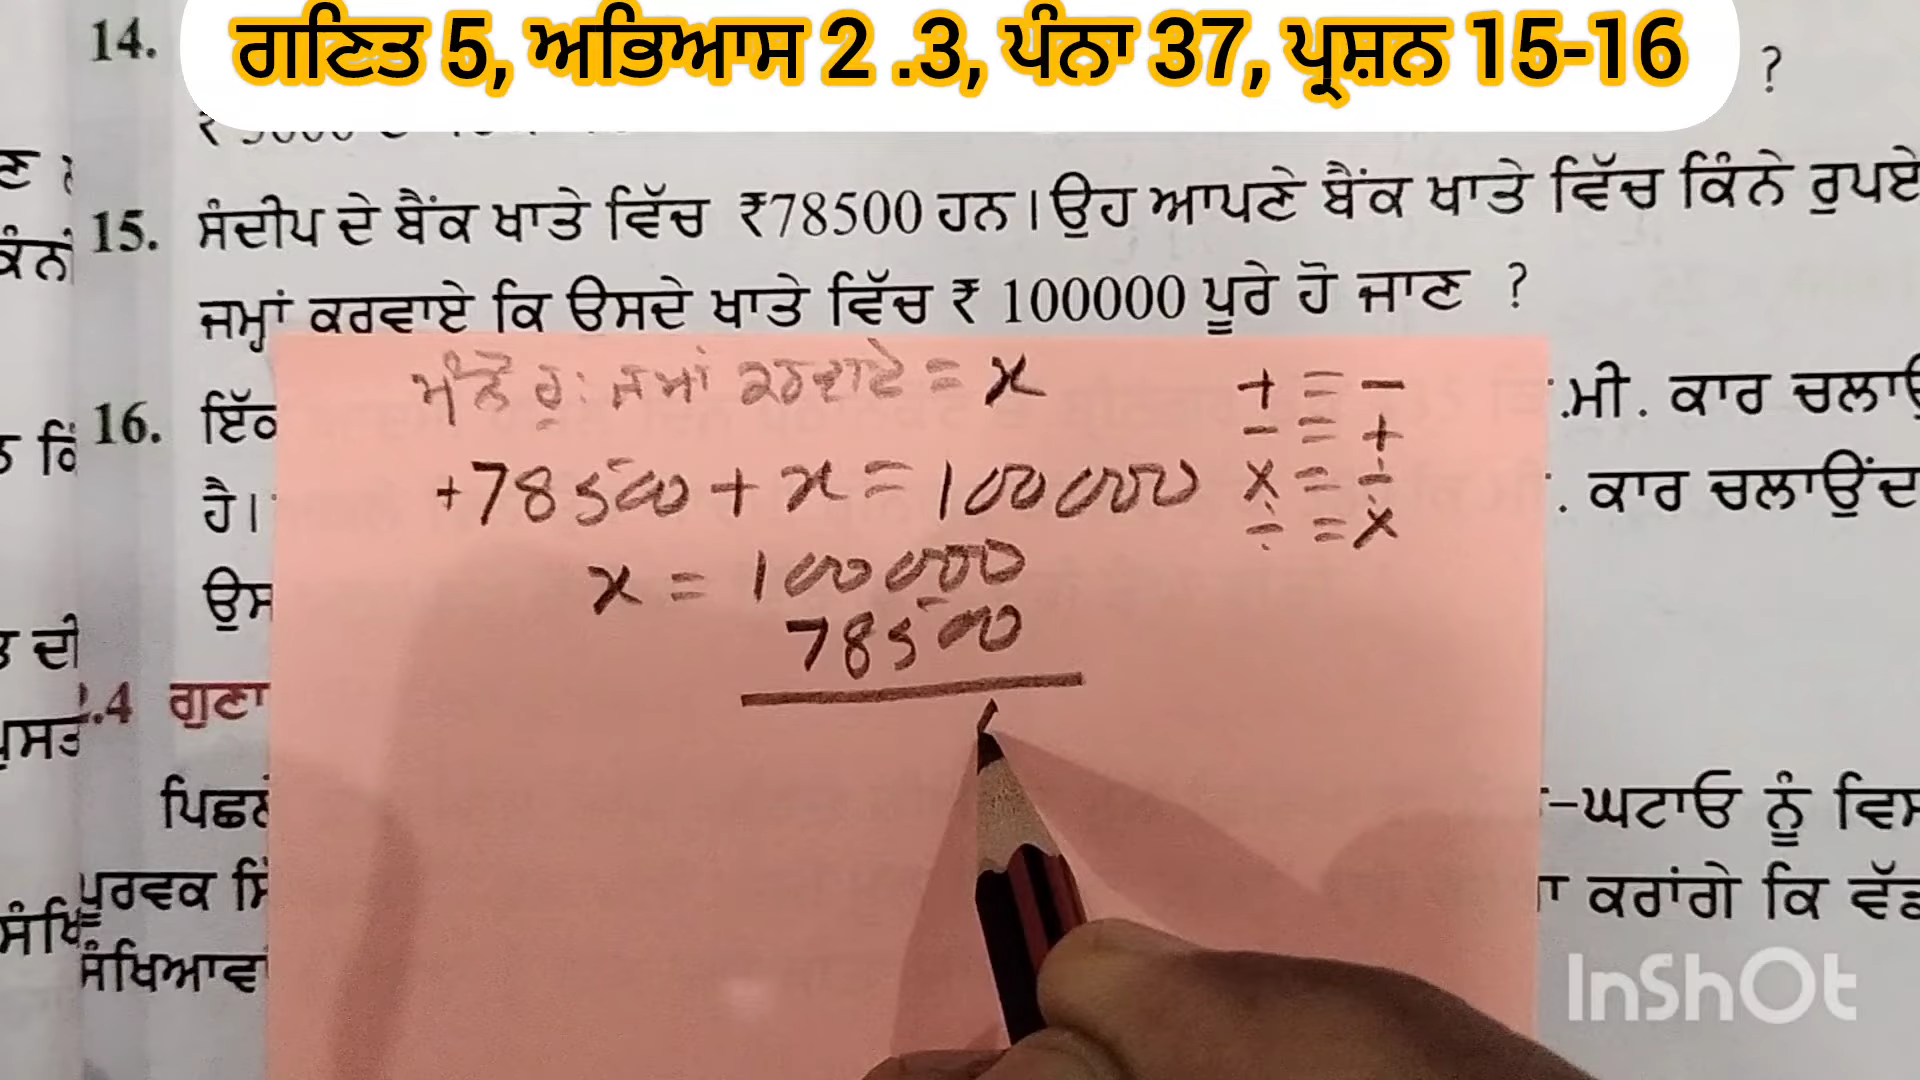 ਗਣਿਤ 5, ਅਭਿਆਸ 2 .3, ਪੰਨਾ 37, ਪ੍ਰਸ਼ਨ 15-16
14. ?
15. ਸੰਦੀਪ ਦੇ ਬੈਂਕ ਖਾਤੇ ਵਿੱਚ ₹78500 ਹਨ। ਉਹ ਆਪਣੇ ਬੈਂਕ ਖਾਤੇ ਵਿੱਚ ਕਿੰਨੇ ਰੁਪਏ
ਜਮ੍ਹਾਂ ਕਰਵਾਏ ਕਿ ਉਸਦੇ ਖਾਤੇ ਵਿੱਚ ₹ 100000 ਪੂਰੇ ਹੋ ਜਾਣ ?
16. ਇੱਕ
.ਮੀ. ਕਾਰ ਚਲਾਉ
ਹੈ।
. ਕਾਰ ਚਲਾਉਂਦ
ਉਸ
.4 ਗੁਣਾ
ਪਿਛਲੇ
-ਘਟਾਓ ਨੂੰ ਵਿਸ
ਪੂਰਵਕ ਸਿ
ਕਰਾਂਗੇ ਕਿ ਵੱਡ
ਸੰਖਿਆਵਾਂ
ਜਮਾਂ ਕਰਵਾਏ = x
+78500 + x = 100000
x = 100000
78500
+ = -
- = +
x = ÷
÷ = x
InShOt